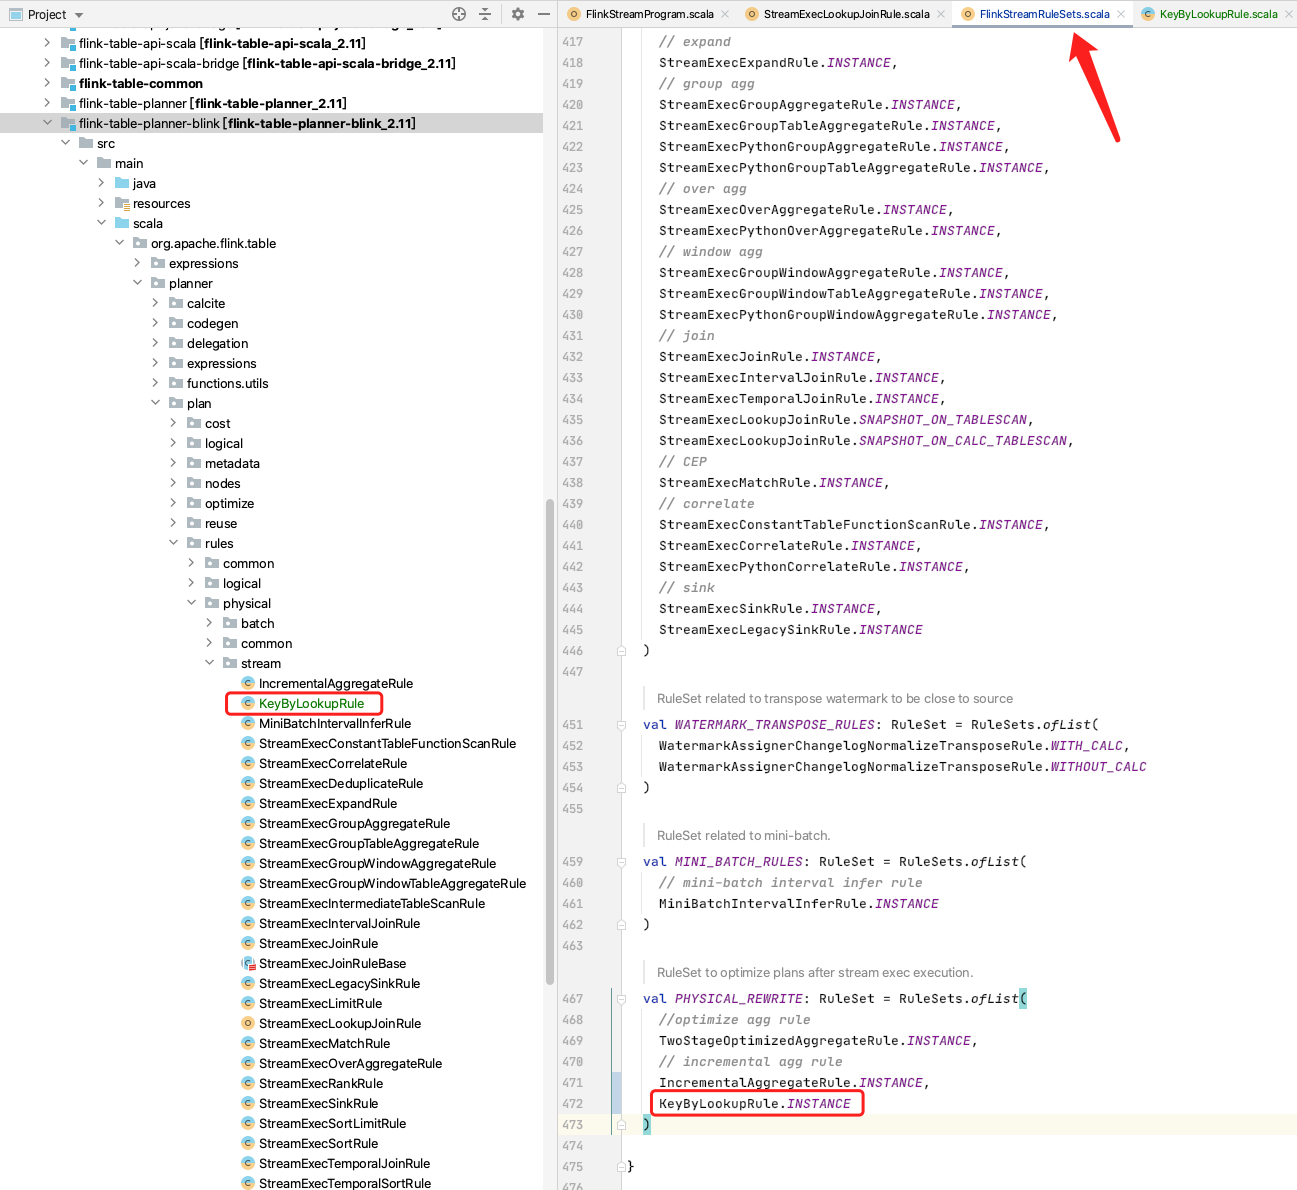 Project
flink-table-api-scala [flink-table-api-scala_2.11]
flink-table-api-scala-bridge [flink-table-api-scala-bridge_2.11]
flink-table-common
flink-table-planner [flink-table-planner_2.11]
flink-table-planner-blink [flink-table-planner-blink_2.11]
src
main
java
resources
scala
org.apache.flink.table
expressions
planner
calcite
codegen
delegation
expressions
functions.utils
plan
cost
logical
metadata
nodes
optimize
reuse
rules
common
logical
physical
batch
common
stream
IncrementalAggregateRule
KeyByLookupRule
MiniBatchIntervalInferRule
StreamExecConstantTableFunctionScanRule
StreamExecCorrelateRule
StreamExecDeduplicateRule
StreamExecExpandRule
StreamExecGroupAggregateRule
StreamExecGroupTableAggregateRule
StreamExecGroupWindowAggregateRule
StreamExecGroupWindowTableAggregateRule
StreamExecIntermediateTableScanRule
StreamExecIntervalJoinRule
StreamExecJoinRule
StreamExecJoinRuleBase
StreamExecLegacySinkRule
StreamExecLimitRule
StreamExecLookupJoinRule
StreamExecMatchRule
StreamExecOverAggregateRule
StreamExecRankRule
StreamExecSinkRule
StreamExecSortLimitRule
StreamExecSortRule
StreamExecTemporalJoinRule
StreamExecTemporalSortRule
FlinkStreamProgram.scala StreamExecLookupJoinRule.scala FlinkStreamRuleSets.scala KeyByLookupRule.scala
417 // expand
418 StreamExecExpandRule.INSTANCE,
419 // group agg
420 StreamExecGroupAggregateRule.INSTANCE,
421 StreamExecGroupTableAggregateRule.INSTANCE,
422 StreamExecPythonGroupAggregateRule.INSTANCE,
423 StreamExecPythonGroupTableAggregateRule.INSTANCE,
424 // over agg
425 StreamExecOverAggregateRule.INSTANCE,
426 StreamExecPythonOverAggregateRule.INSTANCE,
427 // window agg
428 StreamExecGroupWindowAggregateRule.INSTANCE,
429 StreamExecGroupWindowTableAggregateRule.INSTANCE,
430 StreamExecPythonGroupWindowAggregateRule.INSTANCE,
431 // join
432 StreamExecJoinRule.INSTANCE,
433 StreamExecIntervalJoinRule.INSTANCE,
434 StreamExecTemporalJoinRule.INSTANCE,
435 StreamExecLookupJoinRule.SNAPSHOT_ON_TABLESCAN,
436 StreamExecLookupJoinRule.SNAPSHOT_ON_CALC_TABLESCAN,
437 // CEP
438 StreamExecMatchRule.INSTANCE,
439 // correlate
440 StreamExecConstantTableFunctionScanRule.INSTANCE,
441 StreamExecCorrelateRule.INSTANCE,
442 StreamExecPythonCorrelateRule.INSTANCE,
443 // sink
444 StreamExecSinkRule.INSTANCE,
445 StreamExecLegacySinkRule.INSTANCE
446 )
447
RuleSet related to transpose watermark to be close to source
451 val WATERMARK_TRANSPOSE_RULES: RuleSet = RuleSets.ofList(
452 WatermarkAssignerChangelogNormalizeTransposeRule.WITH_CALC,
453 WatermarkAssignerChangelogNormalizeTransposeRule.WITHOUT_CALC
454 )
455
RuleSet related to mini-batch.
459 val MINI_BATCH_RULES: RuleSet = RuleSets.ofList(
460 // mini-batch interval infer rule
461 MiniBatchIntervalInferRule.INSTANCE
462 )
463
RuleSet to optimize plans after stream exec execution.
467 val PHYSICAL_REWRITE: RuleSet = RuleSets.ofList(
468 //optimize agg rule
469 TwoStageOptimizedAggregateRule.INSTANCE,
470 // incremental agg rule
471 IncrementalAggregateRule.INSTANCE,
472 KeyByLookupRule.INSTANCE
473 )
474
475 }
476